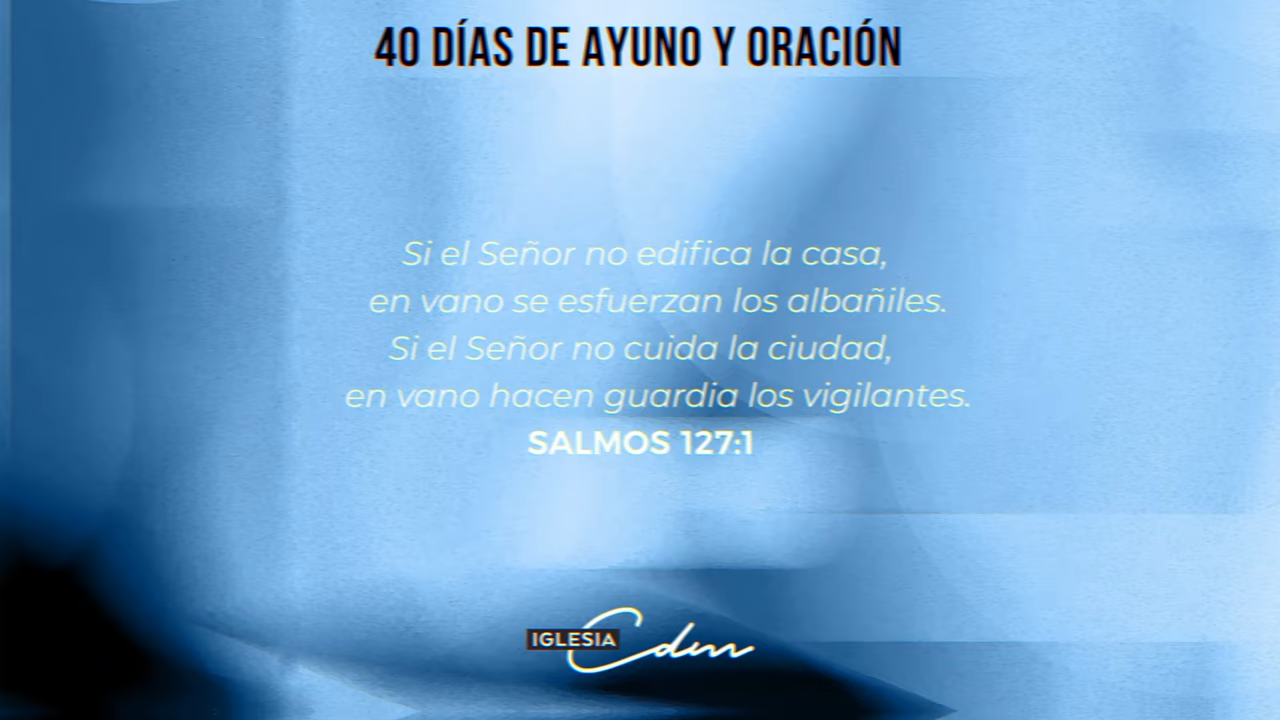 40 DÍAS DE AYUNO Y ORACIÓN
Si el Señor no edifica la casa,
en vano se esfuerzan los albañiles.
Si el Señor no cuida la ciudad,
en vano hacen guardia los vigilantes.
SALMOS 127:1
IGLESIA Cdm